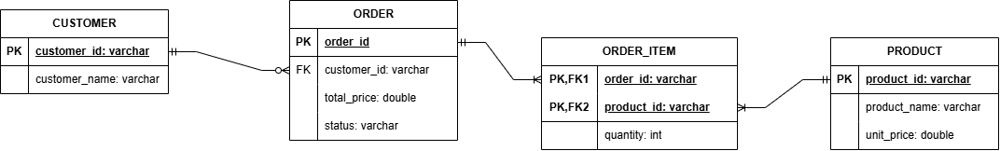 CUSTOMER
PK customer_id: varchar
customer_name: varchar
ORDER
PK order_id
FK customer_id: varchar
total_price: double
status: varchar
ORDER_ITEM
PK,FK1 order_id: varchar
PK,FK2 product_id: varchar
quantity: int
PRODUCT
PK product_id: varchar
product_name: varchar
unit_price: double